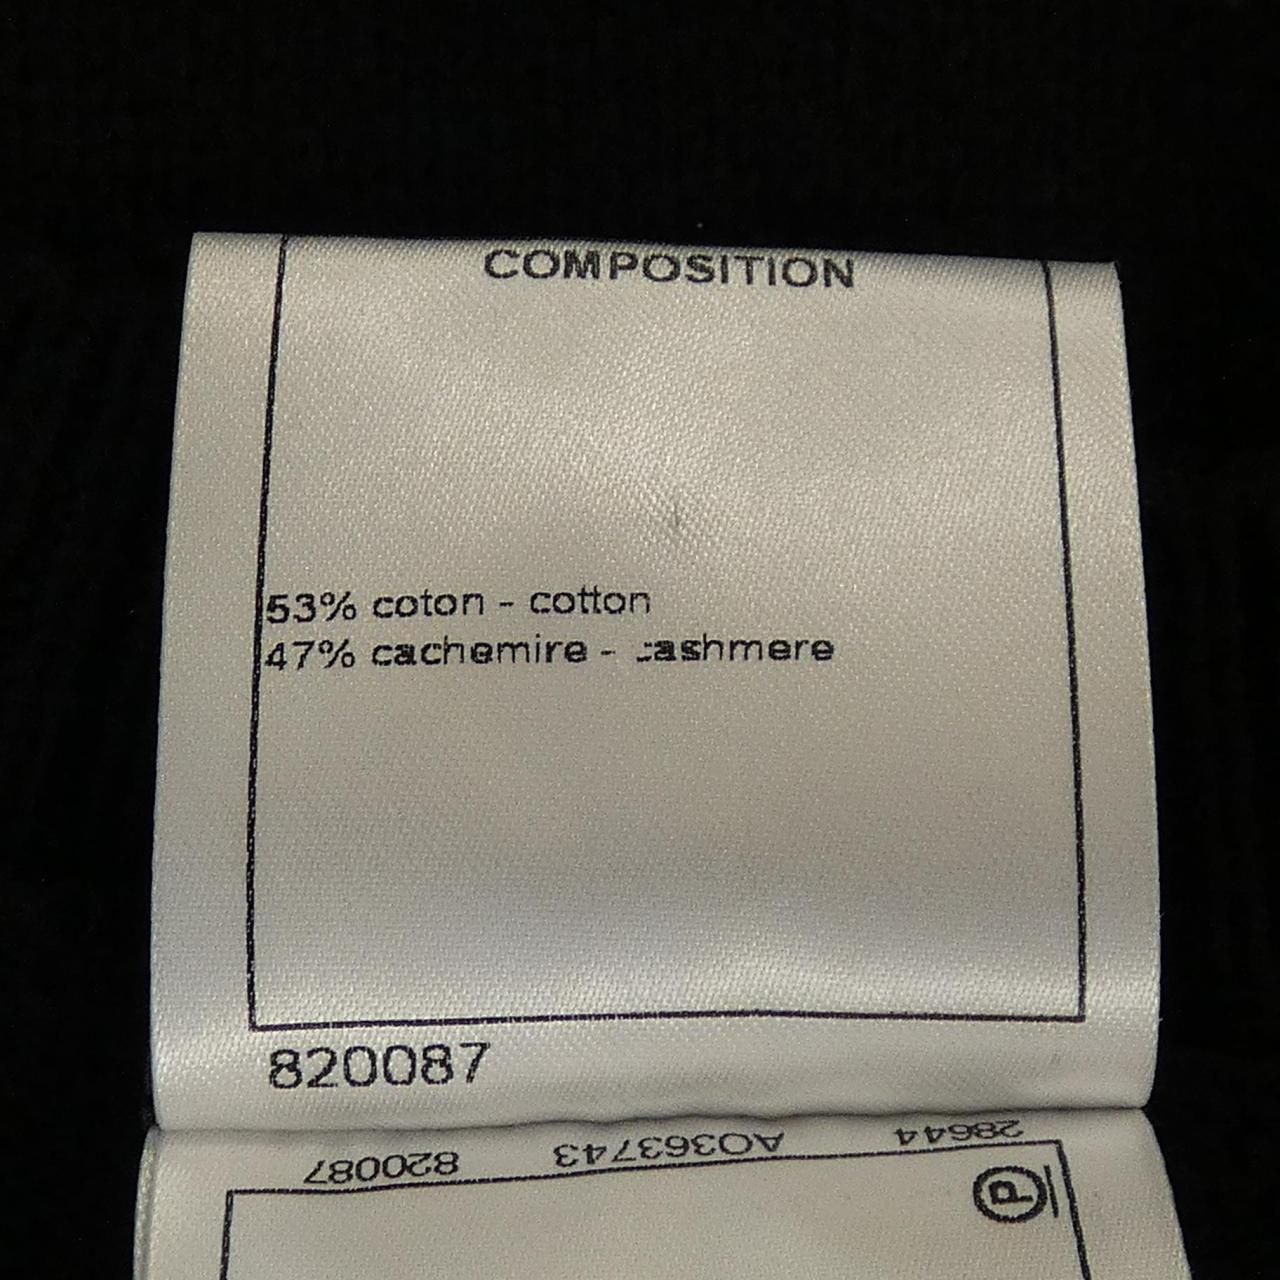 COMPOSITION
53% coton - cotton
47% cachemire - cashmere
820087
28644 AO363743 820087
P